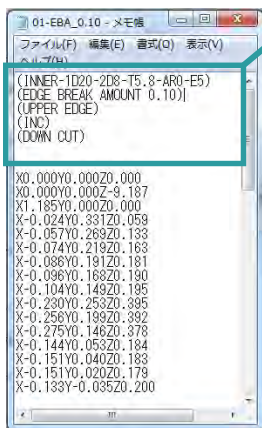 01-EBA_0.10 - メモ帳
ファイル(F) 編集(E) 書式(O) 表示(V)
ヘルプ(H)
(INNER-1D20-2D8-T5.8-AR0-E5)
(EDGE BREAK AMOUNT 0.10)
(UPPER EDGE)
(INC)
(DOWN CUT)
X0.000Y0.000Z0.000
X0.000Y0.000Z-9.187
X1.185Y0.000Z0.000
X-0.024Y0.331Z0.059
X-0.057Y0.269Z0.133
X-0.074Y0.219Z0.163
X-0.086Y0.191Z0.181
X-0.096Y0.168Z0.190
X-0.104Y0.149Z0.195
X-0.230Y0.253Z0.395
X-0.256Y0.199Z0.392
X-0.275Y0.146Z0.378
X-0.144Y0.053Z0.184
X-0.151Y0.040Z0.183
X-0.151Y0.020Z0.179
X-0.133Y-0.035Z0.200